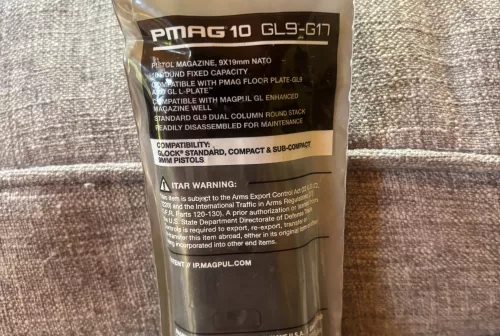 PMAG 10 GL9-G17
PISTOL MAGAZINE, 9X19mm NATO
ROUND FIXED CAPACITY
COMPATIBLE WITH PMAG FLOOR PLATE-GL9
AND GL L-PLATE™
COMPATIBLE WITH MAGPUL GL ENHANCED
MAGAZINE WELL
STANDARD GL9 DUAL COLUMN ROUND STACK
READILY DISASSEMBLED FOR MAINTENANCE
COMPATIBILITY:
GLOCK® STANDARD, COMPACT & SUB-COMPACT
9MM PISTOLS
ITAR WARNING:
This item is subject to the Arms Export Control Act
and the International Traffic in Arms Regulations
Parts 120-130). A prior authorization
U.S. State Department Directorate of Defense Trade
is required to export, re-export,
this item abroad, either in its original
being incorporated into other end items.
// IP.MAGPUL.COM
U.S.A.